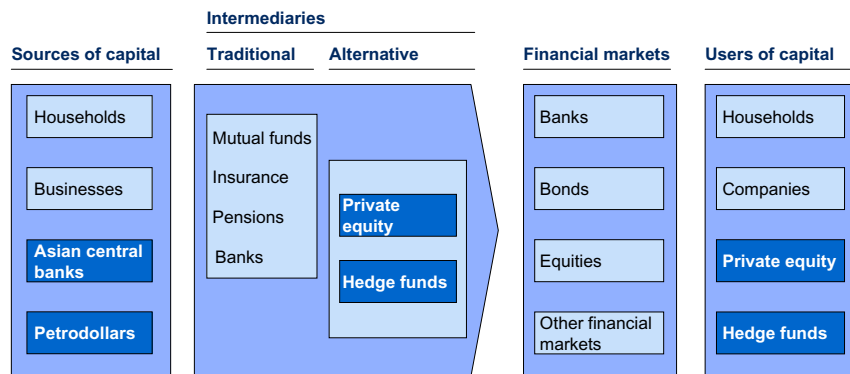 Intermediaries
Sources of capital
Traditional
Alternative
Financial markets
Users of capital
Households
Businesses
Asian central
banks
Petrodollars
Mutual funds
Insurance
Pensions
Banks
Private
equity
Hedge funds
Banks
Bonds
Equities
Other financial
markets
Households
Companies
Private equity
Hedge funds